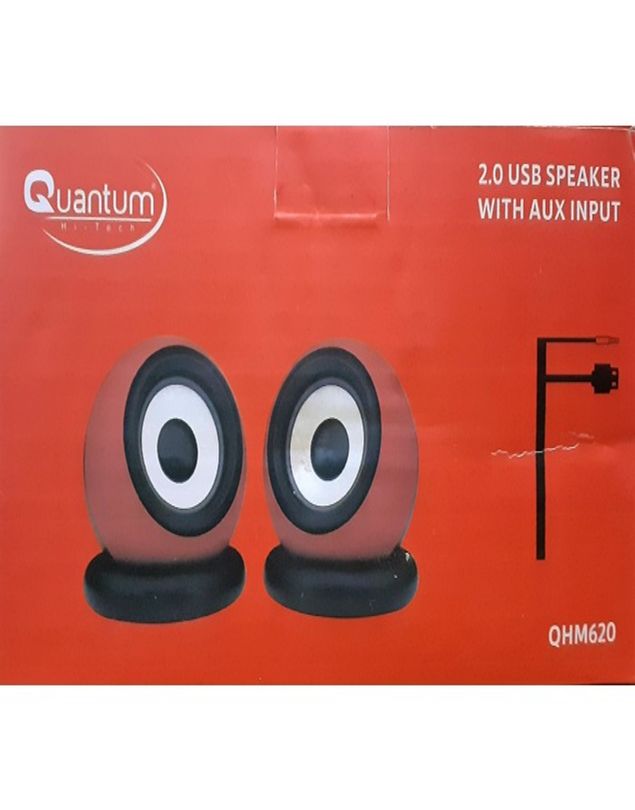 Quantum
Hi-Tech
2.0 USB SPEAKER
WITH AUX INPUT
QHM620